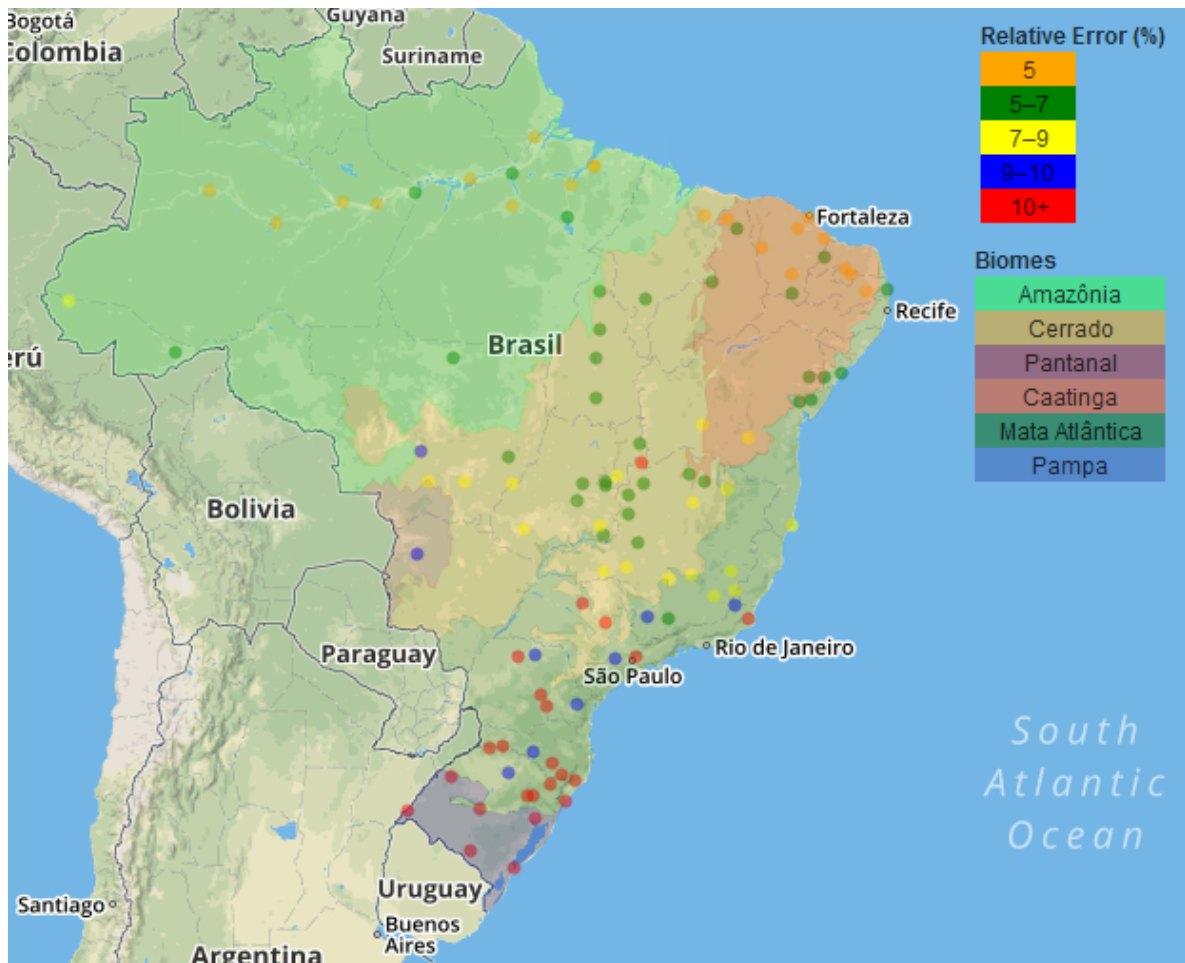 Bogotá
Colombia
Guyana
Suriname
Relative Error (%)
5
5–7
7–9
9–10
10+
Fortaleza
Biomes
Amazônia
Cerrado
Pantanal
Caatinga
Mata Atlântica
Pampa
Recife
Brasil
erú
Bolivia
Paraguay
Rio de Janeiro
São Paulo
South
Atlantic
Ocean
Uruguay
Santiago
Buenos
Aires
Argentina